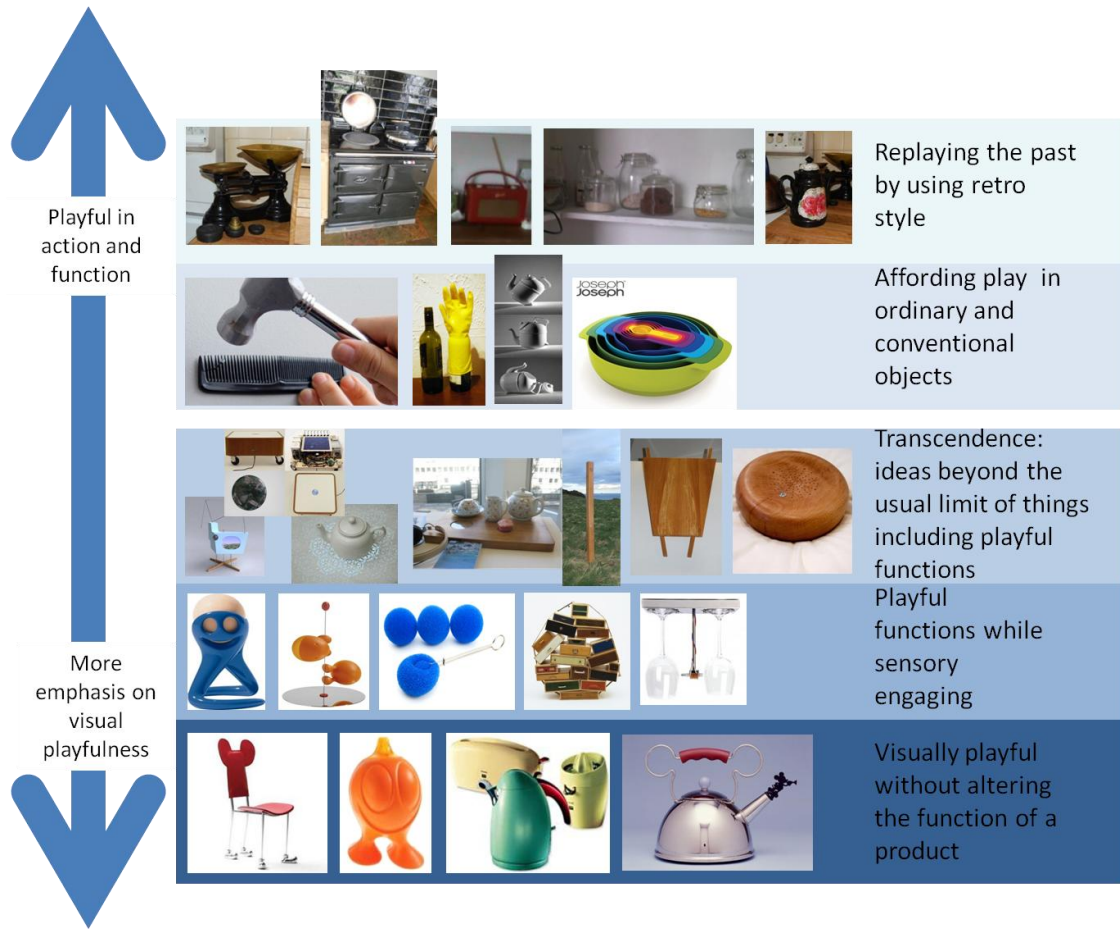 Playful in
action and
function
More
emphasis on
visual
playfulness
Replaying the past
by using retro
style
Joseph
Joseph
Affording play in
ordinary and
conventional
objects
Transcendence:
ideas beyond the
usual limit of things
including playful
functions
Playful
functions while
sensory
engaging
Visually playful
without altering
the function of a
product